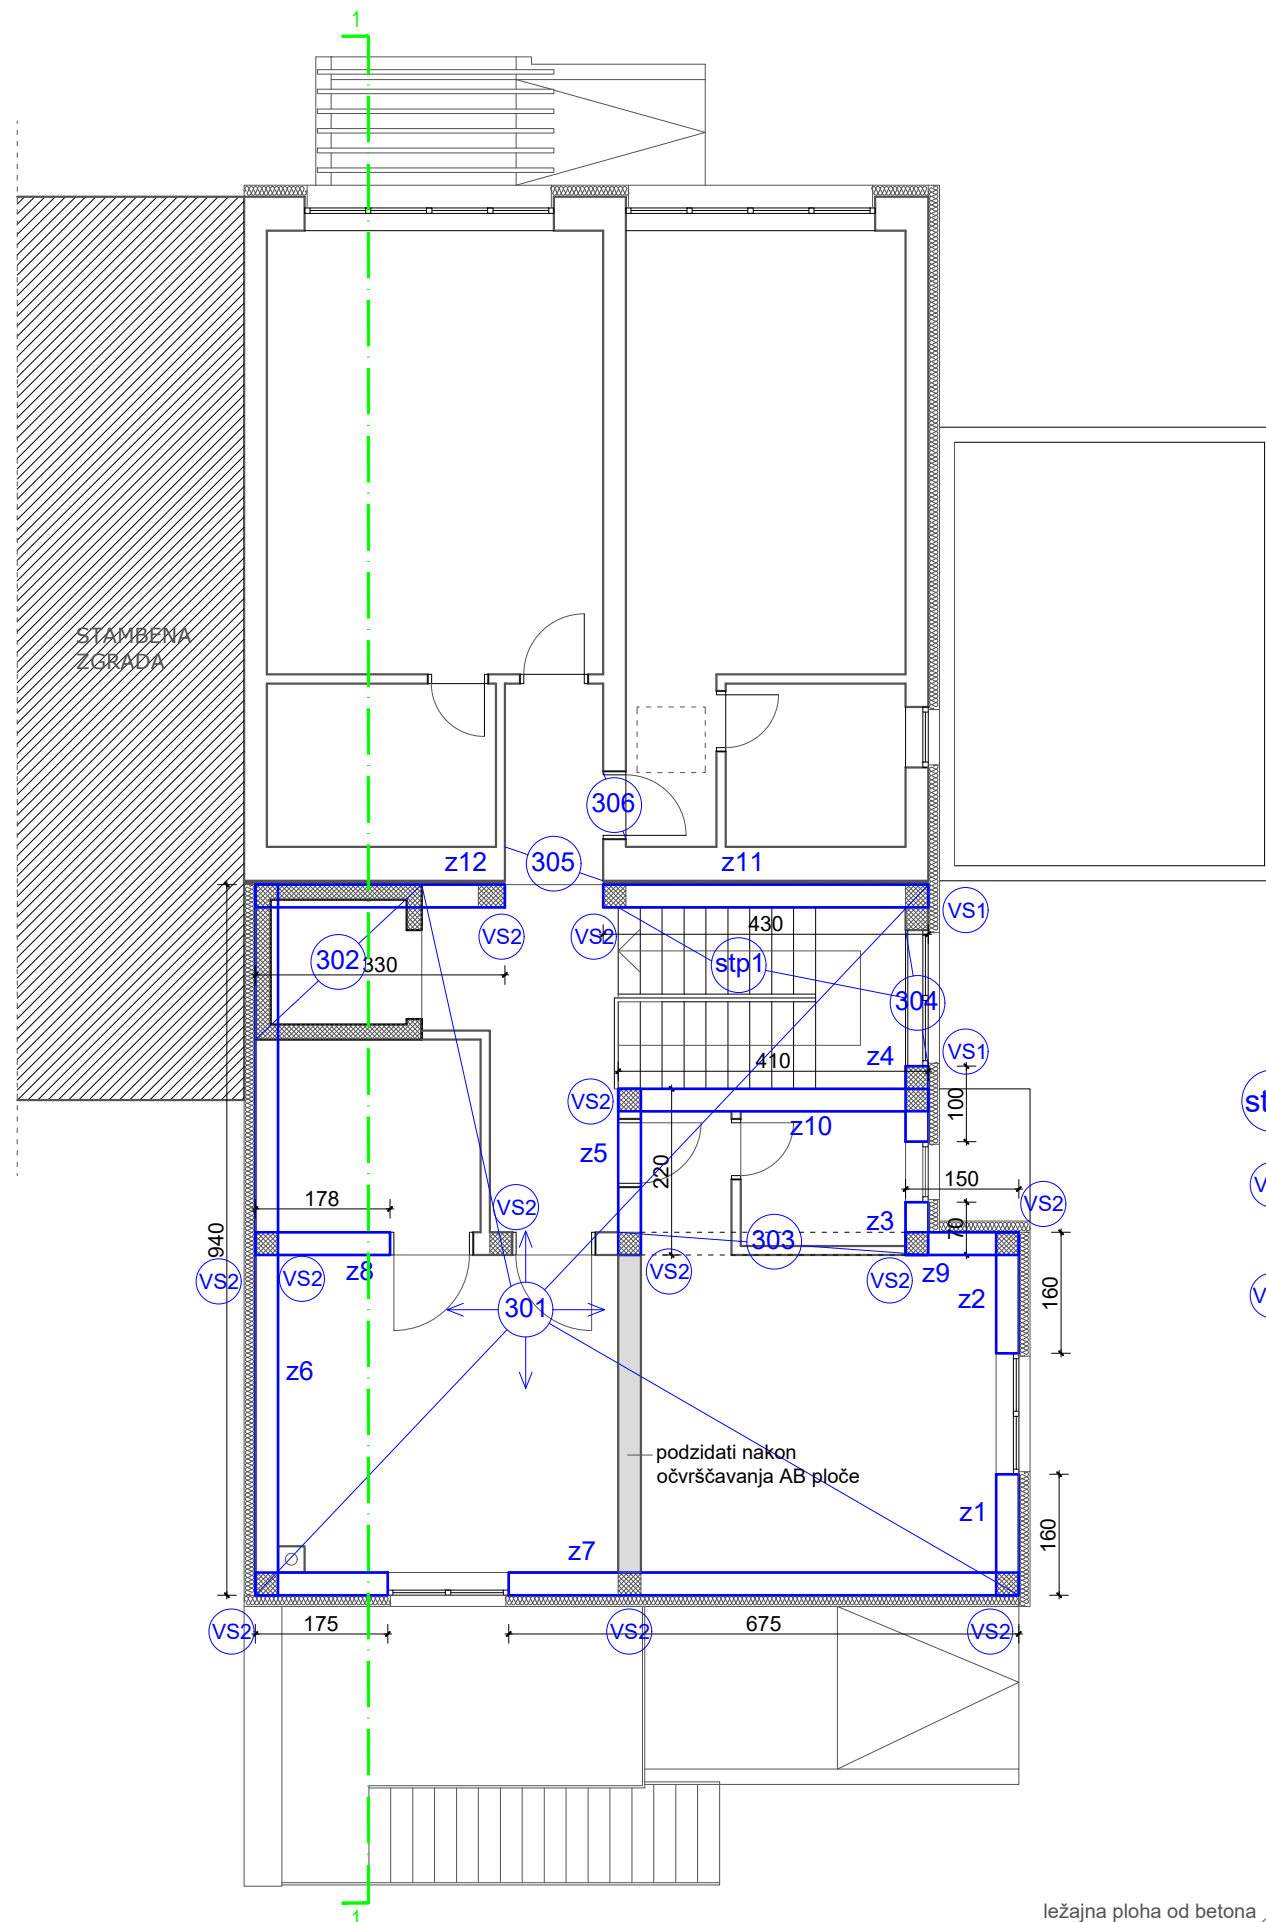 1
STAMBENA
ZGRADA
306
z12
305
z11
VS1
VS2
VS2
430
302
330
stp1
304
z4
VS1
410
VS2
100
z10
z5
220
150
178
VS2
VS2
z3
70
303
940
z8
VS2
VS2
VS2
VS2
z9
z2
160
301
z6
podzidati nakon
očvrščavanja AB ploče
z1
160
z7
VS2
175
VS2
675
VS2
1
ležajna ploha od betona